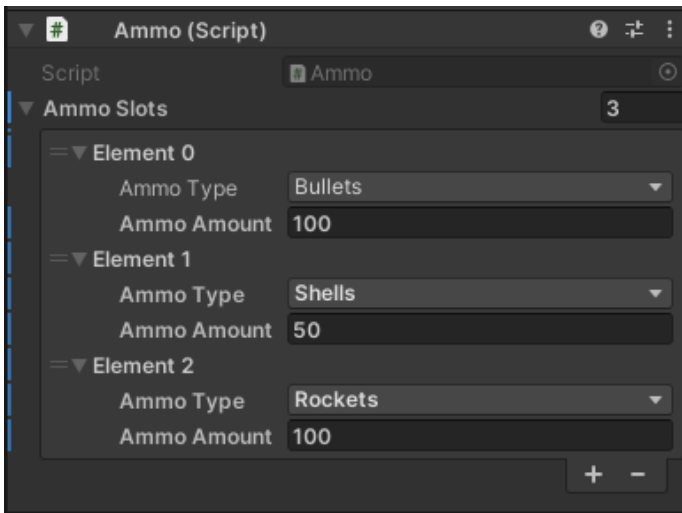 # Ammo (Script)
Script # Ammo
Ammo Slots 3
Element 0
Ammo Type Bullets
Ammo Amount 100
Element 1
Ammo Type Shells
Ammo Amount 50
Element 2
Ammo Type Rockets
Ammo Amount 100
+ -